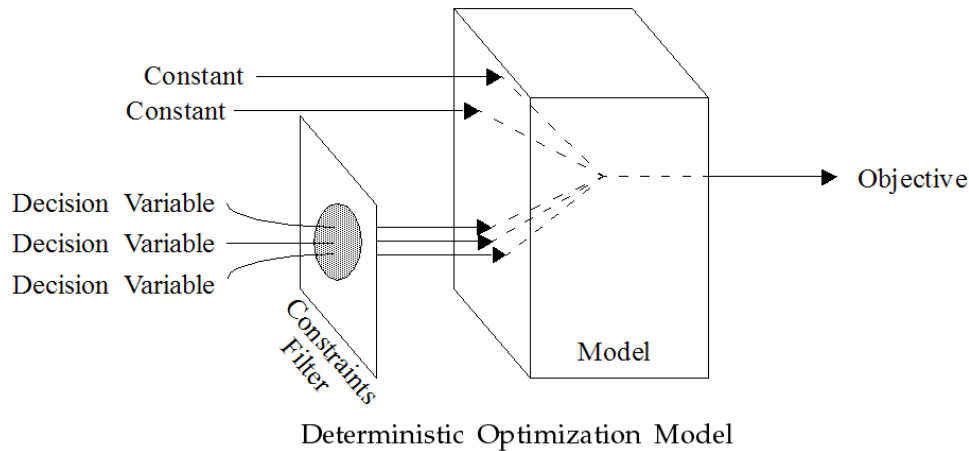 Constant
Constant
Decision Variable
Decision Variable
Decision Variable
Constraints
Filter
Model
Objective
Deterministic Optimization Model